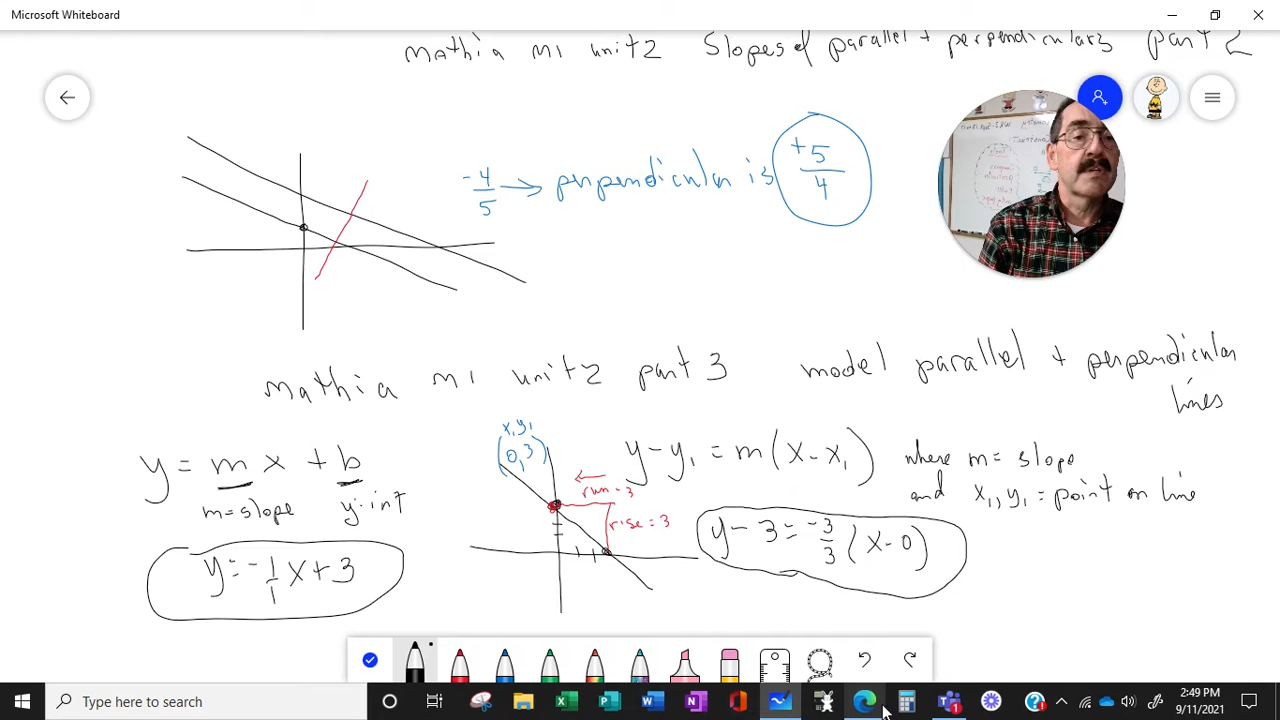 Microsoft Whiteboard
mathia m1 unit2 Slopes of parallel + perpendiculars part 2
-4/5 → perpendicular is +5/4
mathia m1 unit2 part 3 model parallel + perpendicular
lines
y = mx + b
m=slope y-int
y = -1/1 x + 3
x, y1
(0, 3)
run = 3
rise = 3
y - y1 = m(x - x1) where m = slope
and x1, y1 = point on line
y - 3 = -3/3 (x - 0)
Type here to search
2:49 PM
9/11/2021